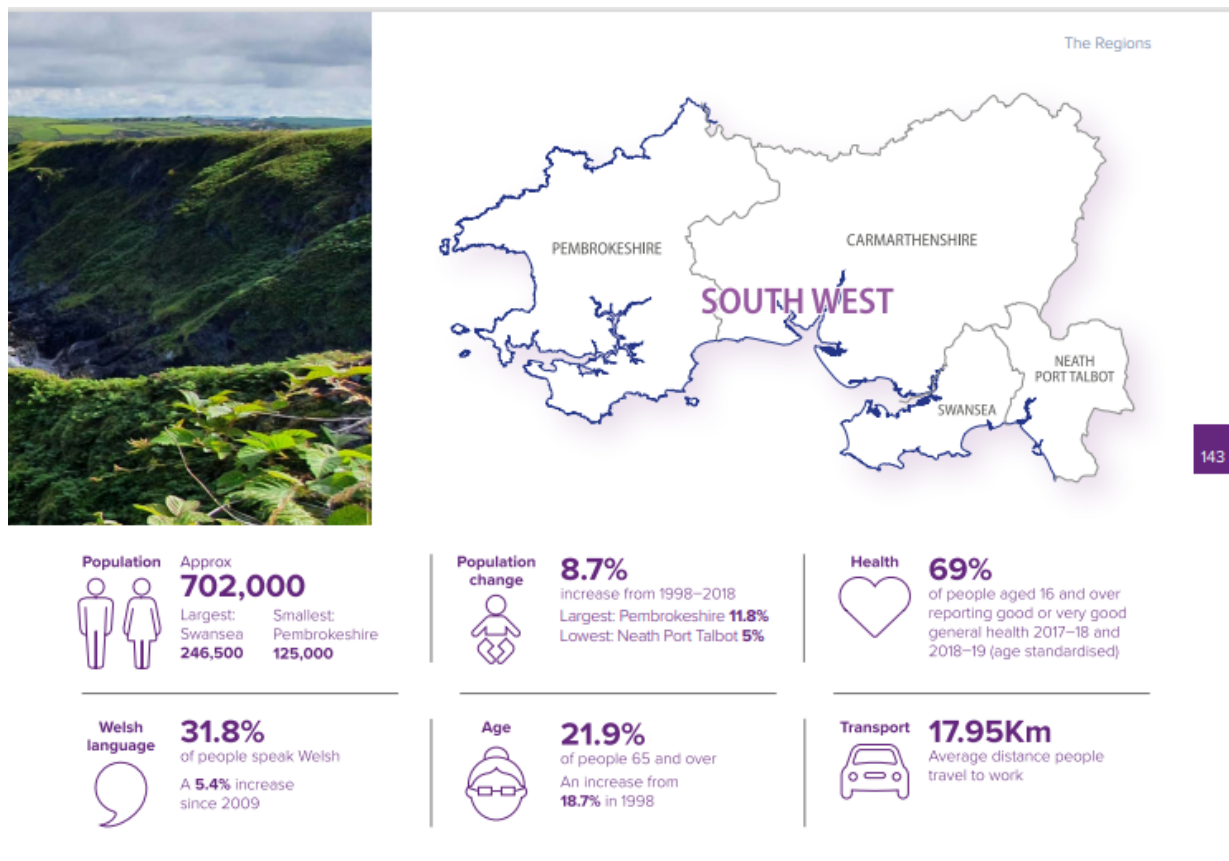 The Regions
PEMBROKESHIRE
CARMARTHENSHIRE
SOUTH WEST
NEATH
PORT TALBOT
SWANSEA
143
Population
Approx
702,000
Largest:
Swansea
246,500
Smallest:
Pembrokeshire
125,000
Population
change
8.7%
increase from 1998–2018
Largest: Pembrokeshire 11.8%
Lowest: Neath Port Talbot 5%
Health
69%
of people aged 16 and over
reporting good or very good
general health 2017–18 and
2018–19 (age standardised)
Welsh
language
31.8%
of people speak Welsh
A 5.4% increase
since 2009
Age
21.9%
of people 65 and over
An increase from
18.7% in 1998
Transport
17.95Km
Average distance people
travel to work